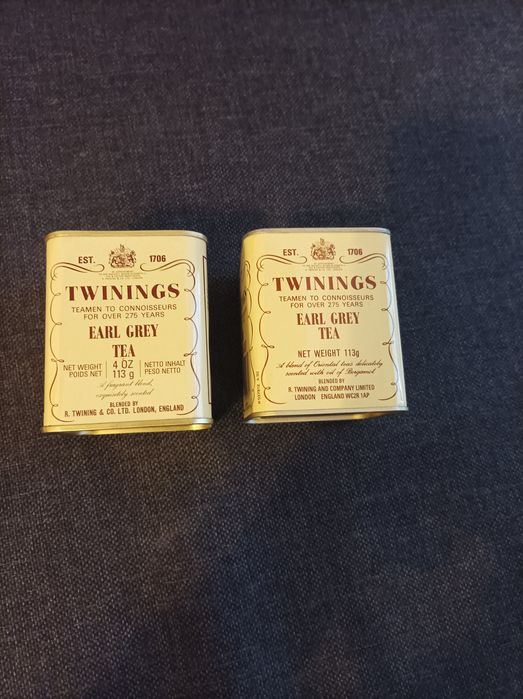 EST. 1706
TWININGS
TEAMEN TO CONNOISSEURS
FOR OVER 275 YEARS
EARL GREY
TEA
NET WEIGHT
POIDS NET
4 OZ
113 g
NETTO INHALT
PESO NETTO
A fragrant blend,
exquisitely scented
BLENDED BY
R. TWINING & CO. LTD. LONDON, ENGLAND
EST. 1706
TWININGS
TEAMEN TO CONNOISSEURS
FOR OVER 275 YEARS
EARL GREY
TEA
NET WEIGHT 113g
A blend of Oriental teas delicately
scented with oil of Bergamot
BLENDED BY
R. TWINING AND COMPANY LIMITED
LONDON ENGLAND WC2R 1AP